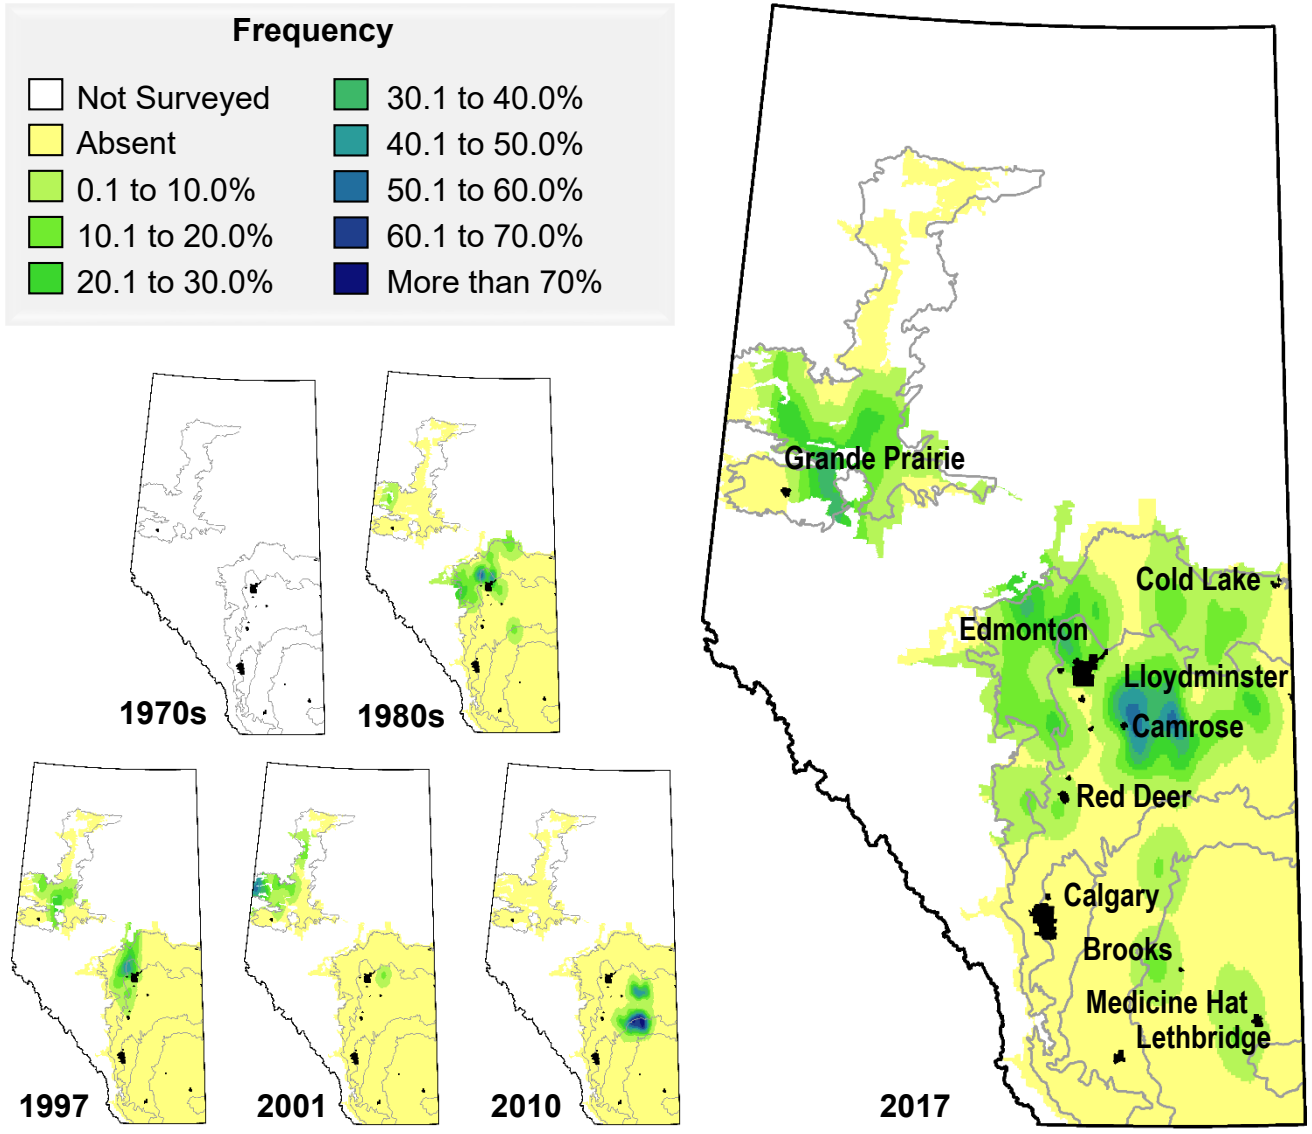 Frequency
Not Surveyed
Absent
0.1 to 10.0%
10.1 to 20.0%
20.1 to 30.0%
30.1 to 40.0%
40.1 to 50.0%
50.1 to 60.0%
60.1 to 70.0%
More than 70%
1970s
1980s
1997
2001
2010
Grande Prairie
Cold Lake
Edmonton
Lloydminster
Camrose
Red Deer
Calgary
Brooks
Medicine Hat
Lethbridge
2017